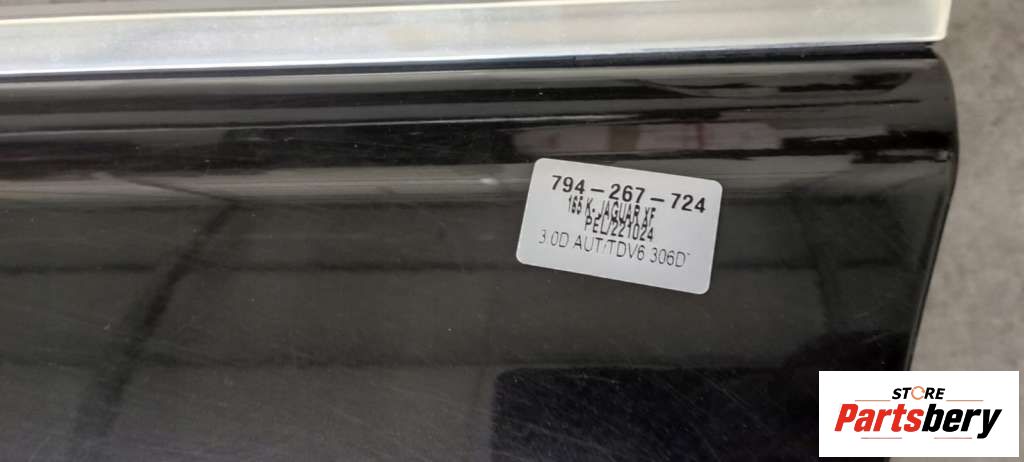 794-267-724
165 K. JAGUAR XF
PEL/221024
3.0D AUT/TDV6 306DT
STORE
Partsbery